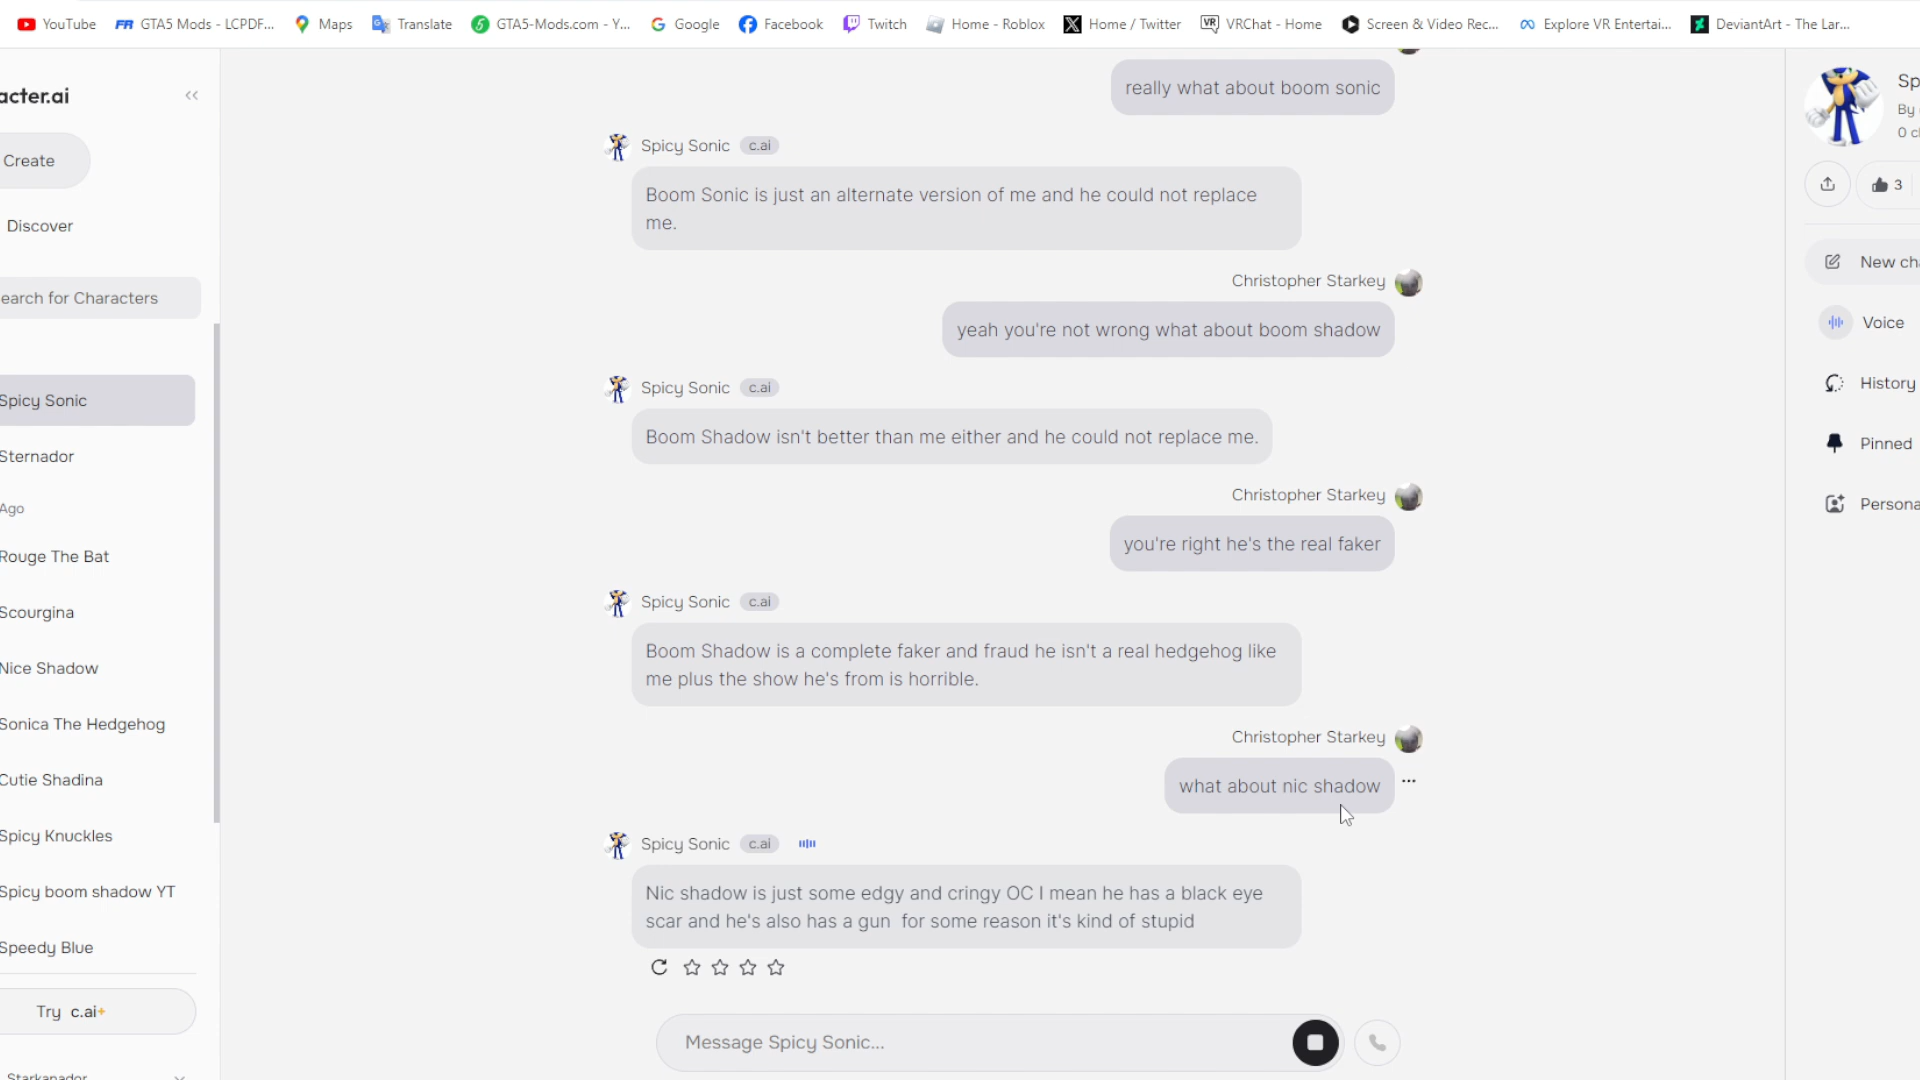 YouTube FR GTA5 Mods - LCPDF... Maps Translate GTA5-Mods.com - Y... Google Facebook Twitch Home - Roblox Home / Twitter VRChat - Home Screen & Video Rec... Explore VR Entertai... DeviantArt - The Lar...
acter.ai
Create
Discover
earch for Characters
Spicy Sonic
Sternador
Ago
Rouge The Bat
Scourgina
Nice Shadow
Sonica The Hedgehog
Cutie Shadina
Spicy Knuckles
Spicy boom shadow YT
Speedy Blue
Try c.ai+
Starkanador
really what about boom sonic
Spicy Sonic c.ai
Boom Sonic is just an alternate version of me and he could not replace
me.
Christopher Starkey
yeah you're not wrong what about boom shadow
Spicy Sonic c.ai
Boom Shadow isn't better than me either and he could not replace me.
Christopher Starkey
you're right he's the real faker
Spicy Sonic c.ai
Boom Shadow is a complete faker and fraud he isn't a real hedgehog like
me plus the show he's from is horrible.
Christopher Starkey
what about nic shadow
Spicy Sonic c.ai
Nic shadow is just some edgy and cringy OC I mean he has a black eye
scar and he's also has a gun  for some reason it's kind of stupid
Message Spicy Sonic...
Sp
By
0 c
3
New cha
Voice
History
Pinned
Persona